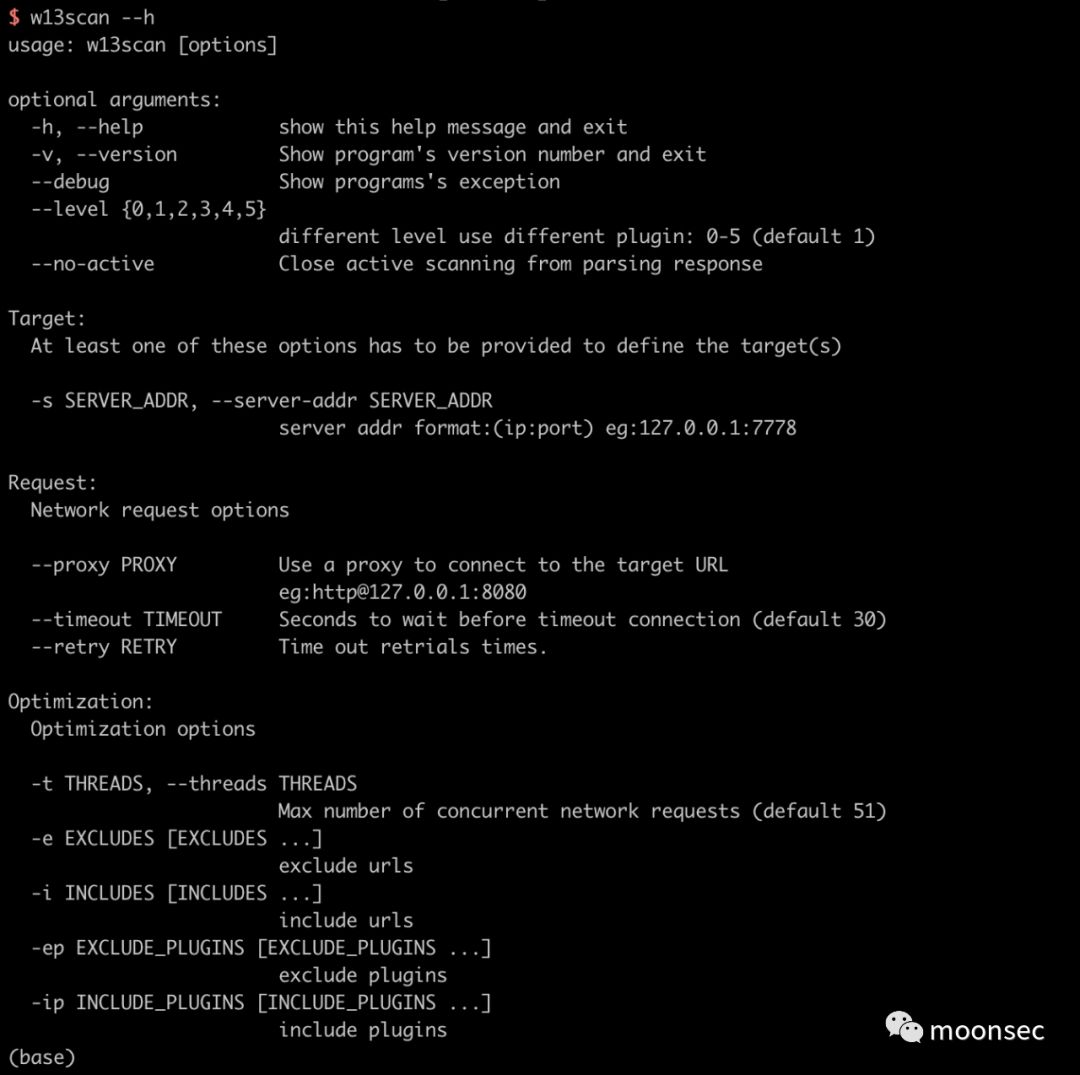 $ w13scan --h
usage: w13scan [options]

optional arguments:
  -h, --help            show this help message and exit
  -v, --version         Show program's version number and exit
  --debug               Show programs's exception
  --level {0,1,2,3,4,5}
                        different level use different plugin: 0-5 (default 1)
  --no-active           Close active scanning from parsing response

Target:
  At least one of these options has to be provided to define the target(s)

  -s SERVER_ADDR, --server-addr SERVER_ADDR
                        server addr format:(ip:port) eg:127.0.0.1:7778

Request:
  Network request options

  --proxy PROXY         Use a proxy to connect to the target URL
                        eg:http@127.0.0.1:8080
  --timeout TIMEOUT     Seconds to wait before timeout connection (default 30)
  --retry RETRY         Time out retrials times.

Optimization:
  Optimization options

  -t THREADS, --threads THREADS
                        Max number of concurrent network requests (default 51)
  -e EXCLUDES [EXCLUDES ...]
                        exclude urls
  -i INCLUDES [INCLUDES ...]
                        include urls
  -ep EXCLUDE_PLUGINS [EXCLUDE_PLUGINS ...]
                        exclude plugins
  -ip INCLUDE_PLUGINS [INCLUDE_PLUGINS ...]
                        include plugins
moonsec
(base)